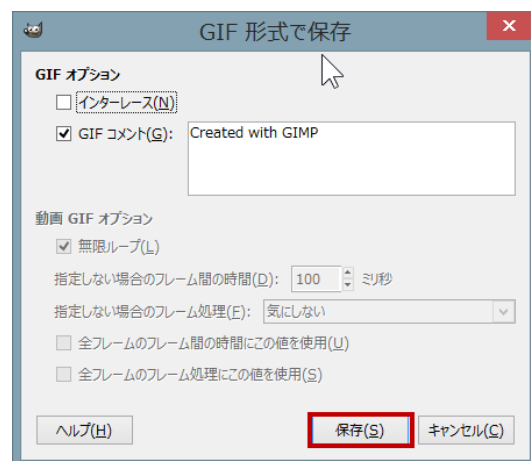 GIF 形式で保存
GIF オプション
インターレース(N)
GIF コメント(G): Created with GIMP
動画 GIF オプション
無限ループ(L)
指定しない場合のフレーム間の時間(D): 100 ミリ秒
指定しない場合のフレーム処理(F): 気にしない
全フレームのフレーム間の時間にこの値を使用(U)
全フレームのフレーム処理にこの値を使用(S)
ヘルプ(H) 保存(S) キャンセル(C)